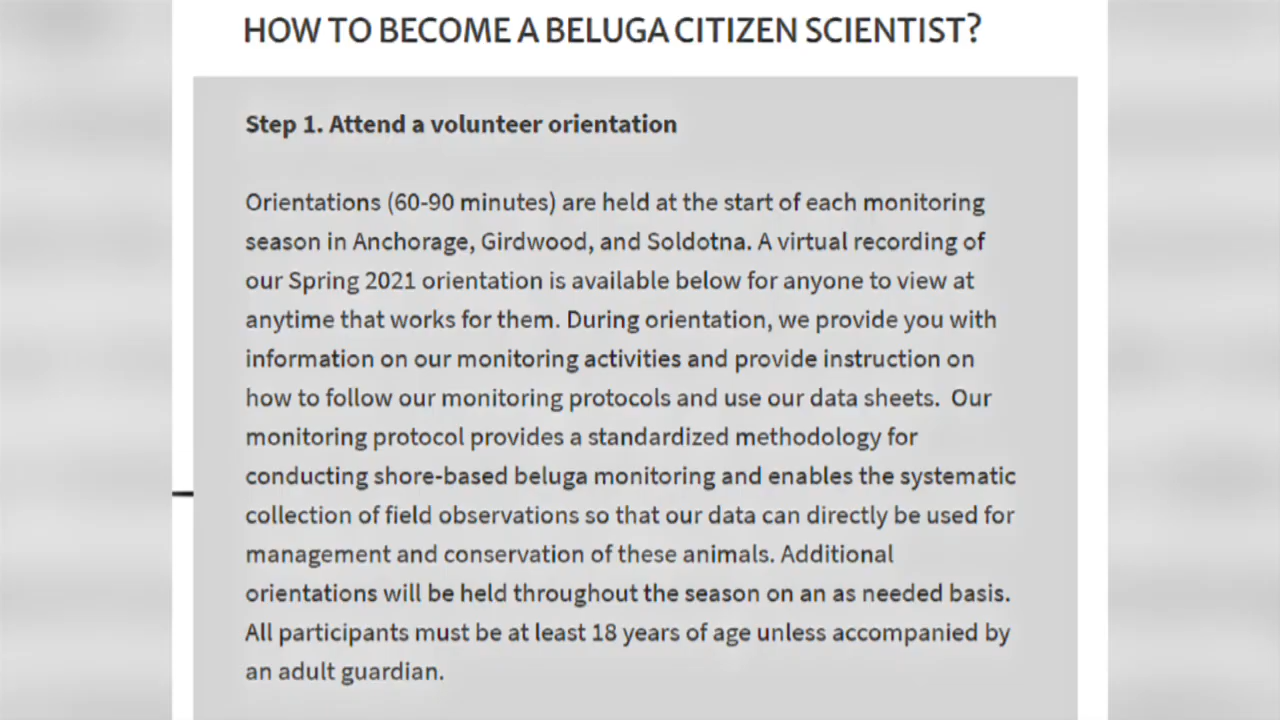 HOW TO BECOME A BELUGA CITIZEN SCIENTIST?
Step 1. Attend a volunteer orientation
Orientations (60-90 minutes) are held at the start of each monitoring
season in Anchorage, Girdwood, and Soldotna. A virtual recording of
our Spring 2021 orientation is available below for anyone to view at
anytime that works for them. During orientation, we provide you with
information on our monitoring activities and provide instruction on
how to follow our monitoring protocols and use our data sheets.  Our
monitoring protocol provides a standardized methodology for
conducting shore-based beluga monitoring and enables the systematic
collection of field observations so that our data can directly be used for
management and conservation of these animals. Additional
orientations will be held throughout the season on an as needed basis.
All participants must be at least 18 years of age unless accompanied by
an adult guardian.